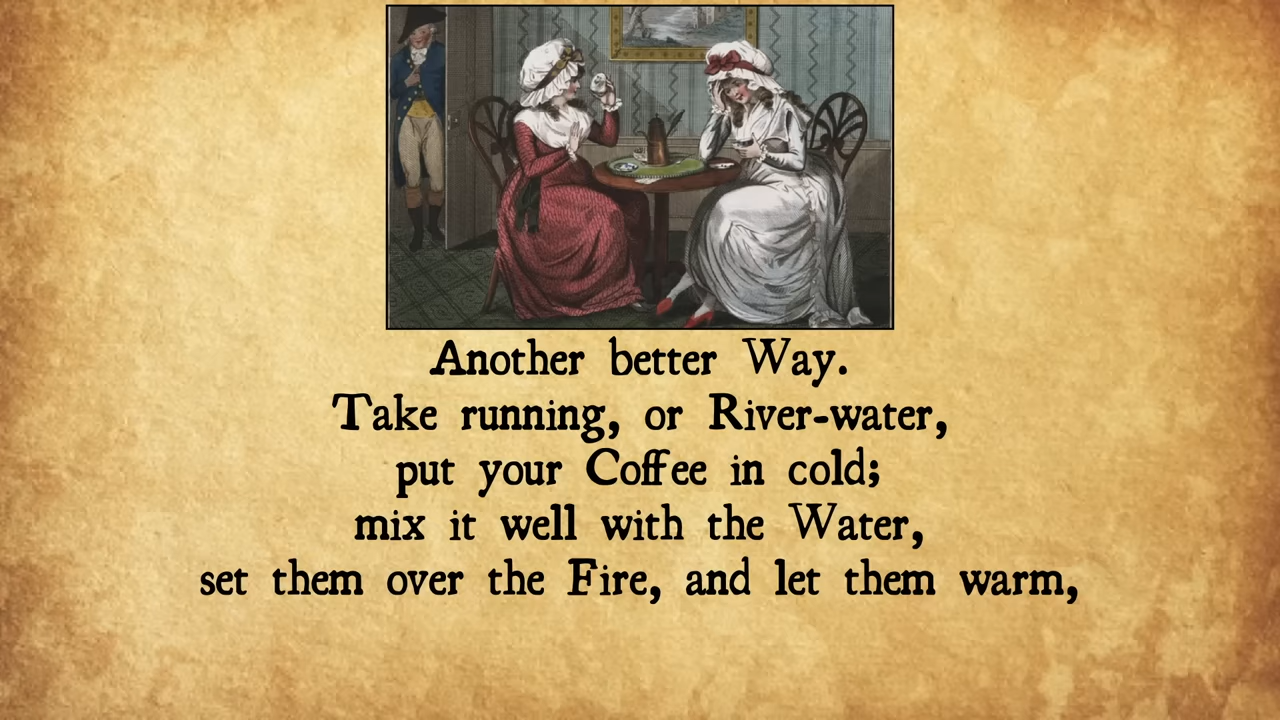 Another better Way.
Take running, or River-water,
put your Coffee in cold;
mix it well with the Water,
set them over the Fire, and let them warm,